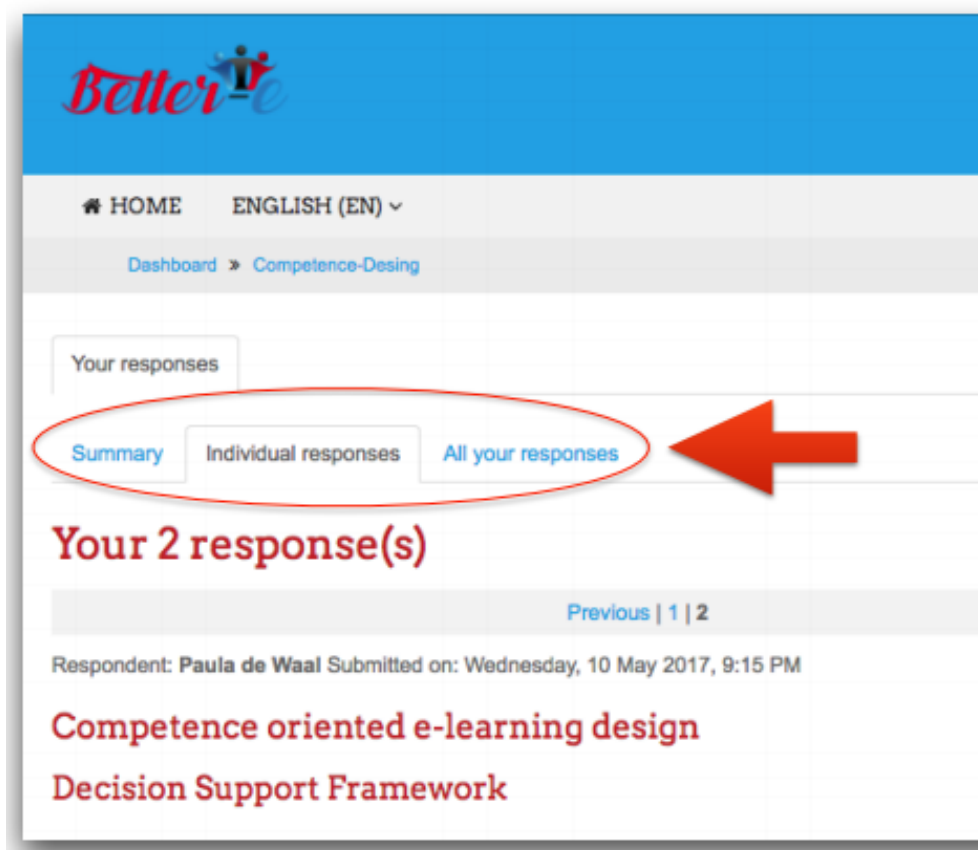 Better e
HOME ENGLISH (EN)
Dashboard » Competence-Desing
Your responses
Summary Individual responses All your responses
Your 2 response(s)
Previous | 1 | 2
Respondent: Paula de Waal Submitted on: Wednesday, 10 May 2017, 9:15 PM
Competence oriented e-learning design
Decision Support Framework